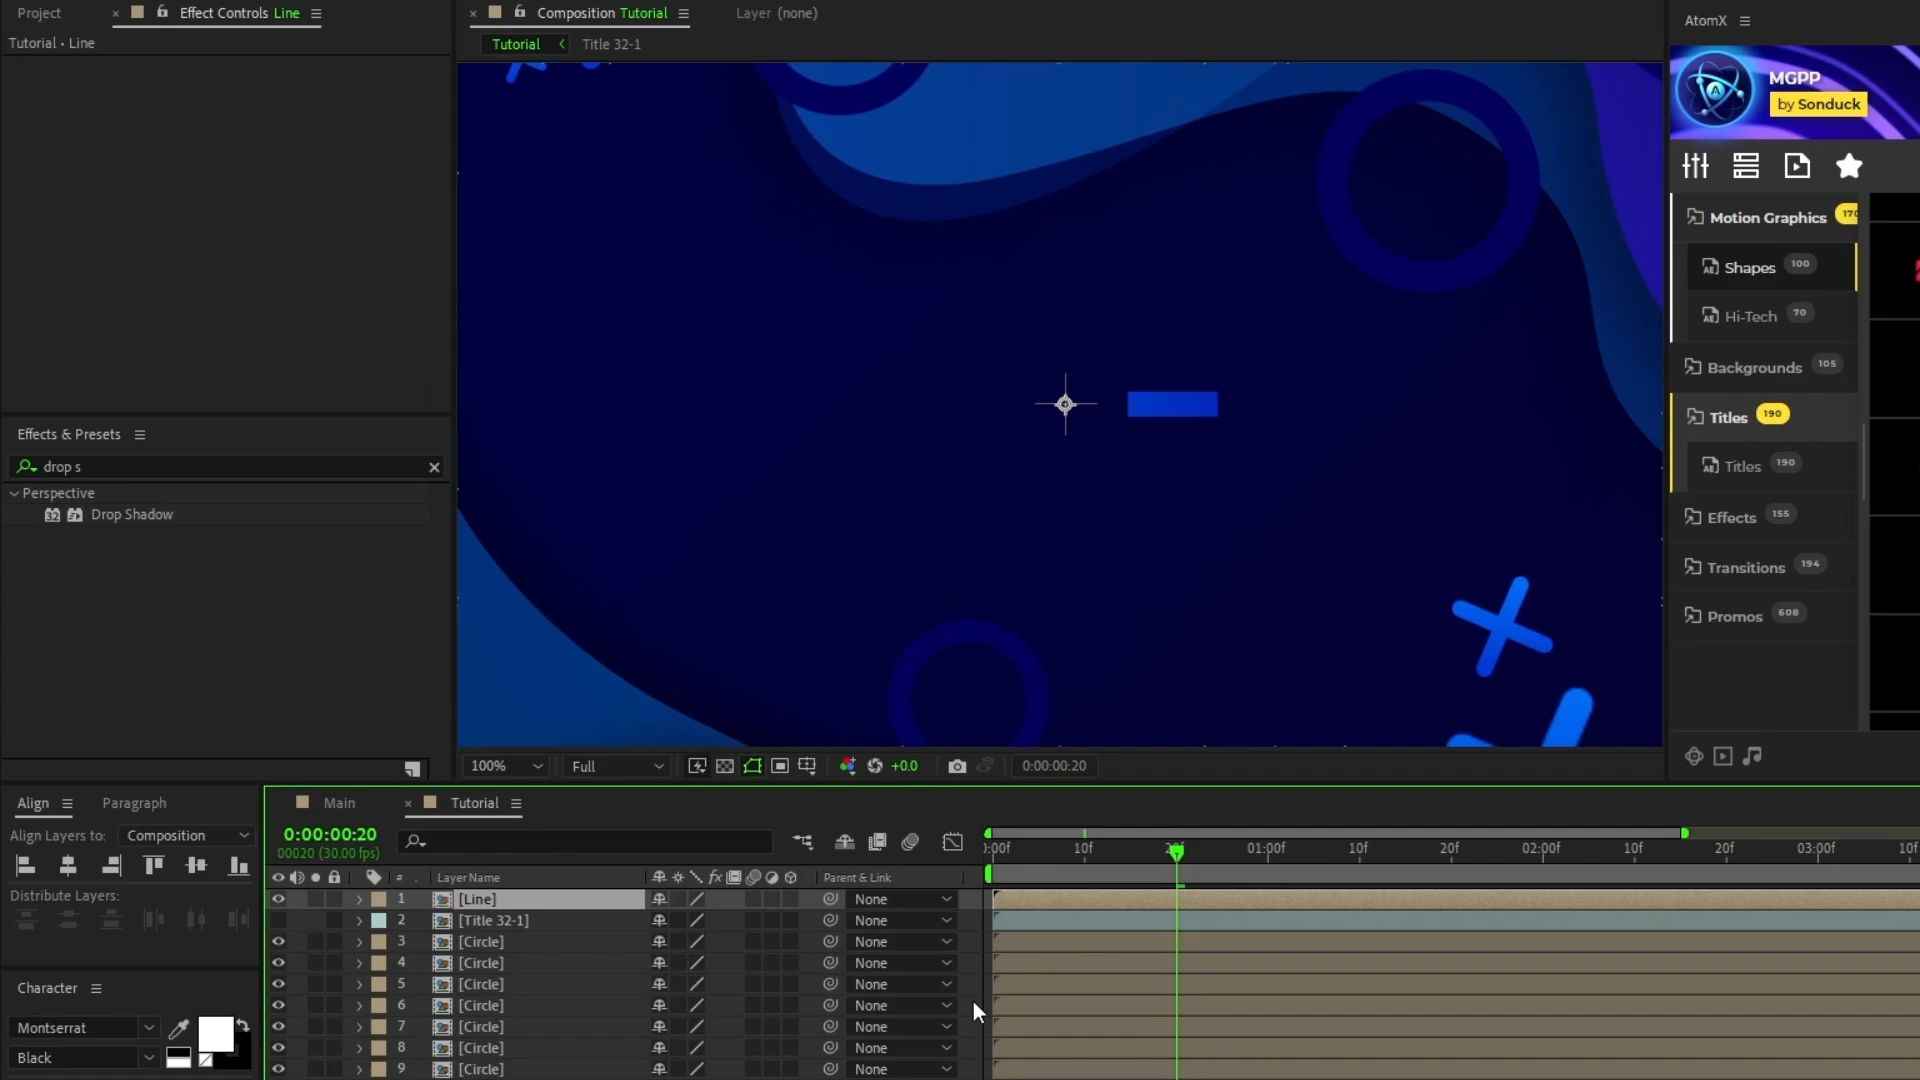 Project
× Effect Controls Line
Tutorial • Line
× Composition Tutorial
Layer (none)
Tutorial
Title 32-1
AtomX
A
MGPP
by Sonduck
Motion Graphics
Shapes 100
Hi-Tech 70
Backgrounds 105
Titles 190
Titles 190
Effects 155
Transitions 194
Promos 608
Effects & Presets
drop s
Perspective
32 Drop Shadow
100%
Full
+0.0
0:00:00:20
Align
Paragraph
Align Layers to: Composition
Distribute Layers:
Character
Montserrat
Black
Main
× Tutorial
0:00:00:20
00020 (30.00 fps)
:00f 10f 20f 01:00f 10f 20f 02:00f 10f 20f 03:00f 10f
# Layer Name fx Parent & Link
1 [Line] None
2 [Title 32-1] None
3 [Circle] None
4 [Circle] None
5 [Circle] None
6 [Circle] None
7 [Circle] None
8 [Circle] None
9 [Circle] None